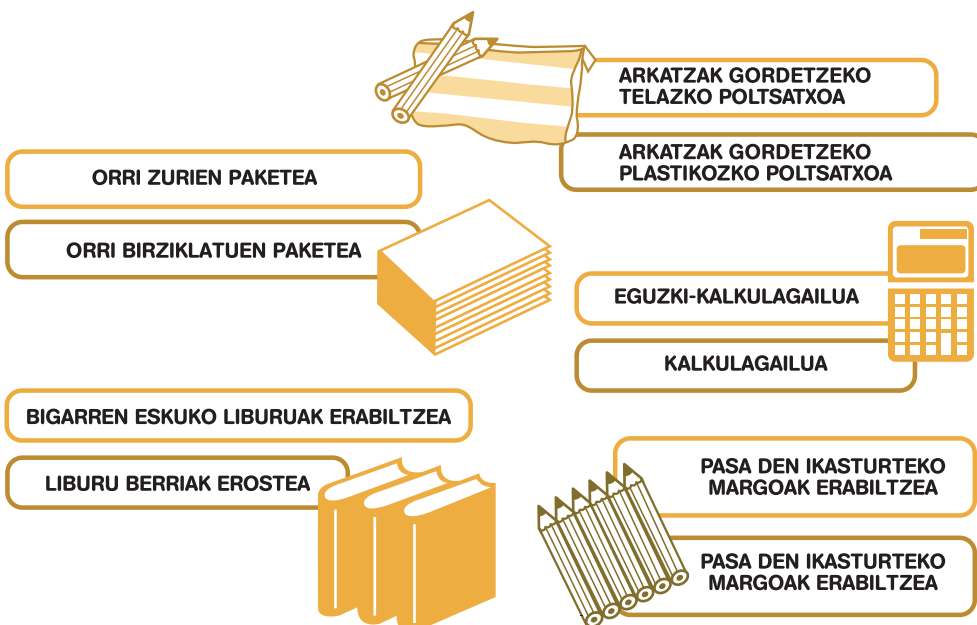 ARKATZAK GORDETZEKO
TELAZKO POLTSATXOA
ARKATZAK GORDETZEKO
PLASTIKOZKO POLTSATXOA
ORRI ZURIEN PAKETEA
ORRI BIRZIKLATUEN PAKETEA
EGUZKI-KALKULAGAILUA
KALKULAGAILUA
BIGARREN ESKUKO LIBURUAK ERABILTZEA
LIBURU BERRIAK EROSTEA
PASA DEN IKASTURTEKO
MARGOAK ERABILTZEA
PASA DEN IKASTURTEKO
MARGOAK ERABILTZEA